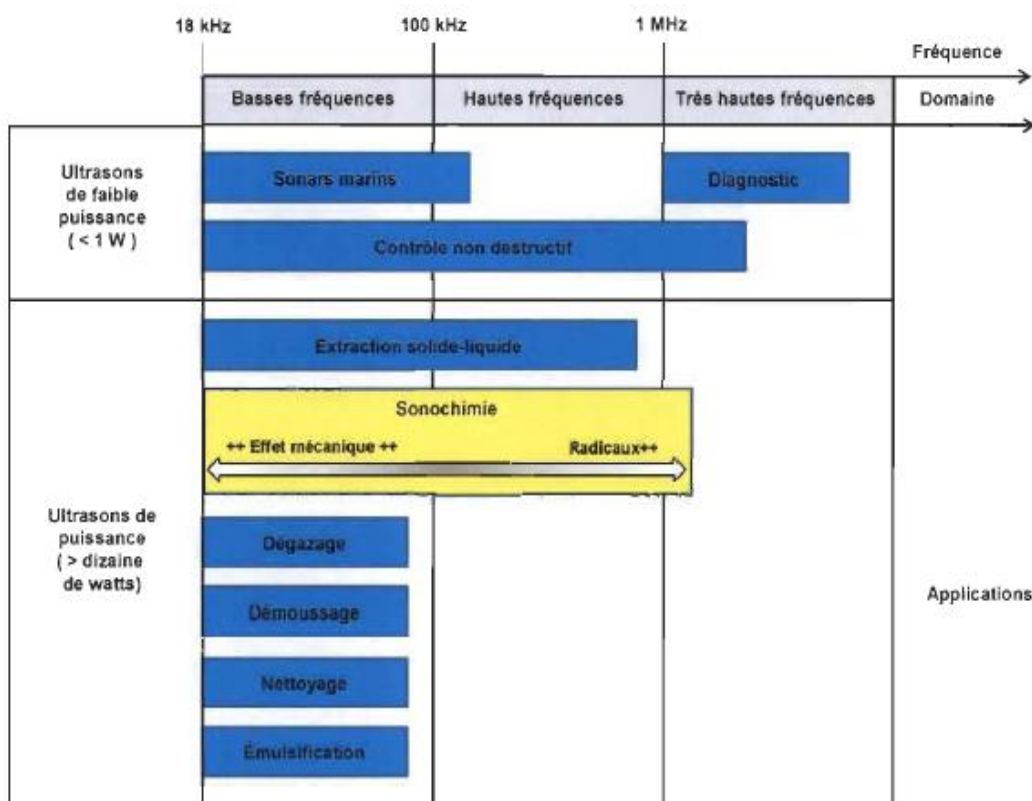 18 kHz
100 kHz
1 MHz
Fréquence
Basses fréquences
Hautes fréquences
Très hautes fréquences
Domaine
Ultrasons
de faible
puissance
( < 1 W )
Sonars marins
Diagnostic
Contrôle non destructif
Extraction solide-liquide
Sonochimie
++ Effet mécanique ++
Radicaux++
Ultrasons de
puissance
( > dizaine
de watts)
Dégazage
Démoussage
Nettoyage
Émulsification
Applications